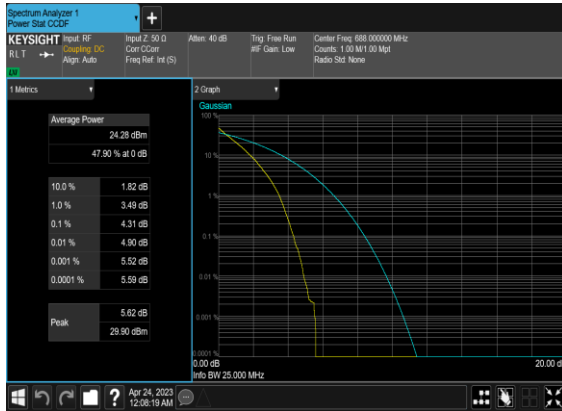 Spectrum Analyzer 1
Power Stat CCDF
+
KEYSIGHT
RLT
LXI
Input: RF
Coupling: DC
Align: Auto
Input Z: 50 Ω
Corr CCorr
Freq Ref: Int (S)
Atten: 40 dB
Trig: Free Run
#IF Gain: Low
Center Freq: 688.000000 MHz
Counts: 1.00 M/1.00 Mpt
Radio Std: None
1 Metrics
Average Power
24.28 dBm
47.90 % at 0 dB
10.0 % 1.82 dB
1.0 % 3.49 dB
0.1 % 4.31 dB
0.01 % 4.90 dB
0.001 % 5.52 dB
0.0001 % 5.59 dB
Peak
5.62 dB
29.90 dBm
2 Graph
Gaussian
100 %
10 %
1 %
0.1 %
0.01 %
0.001 %
0.0001 %
0.00 dB
20.00 d
Info BW 25.000 MHz
?
Apr 24, 2023
12:08:19 AM